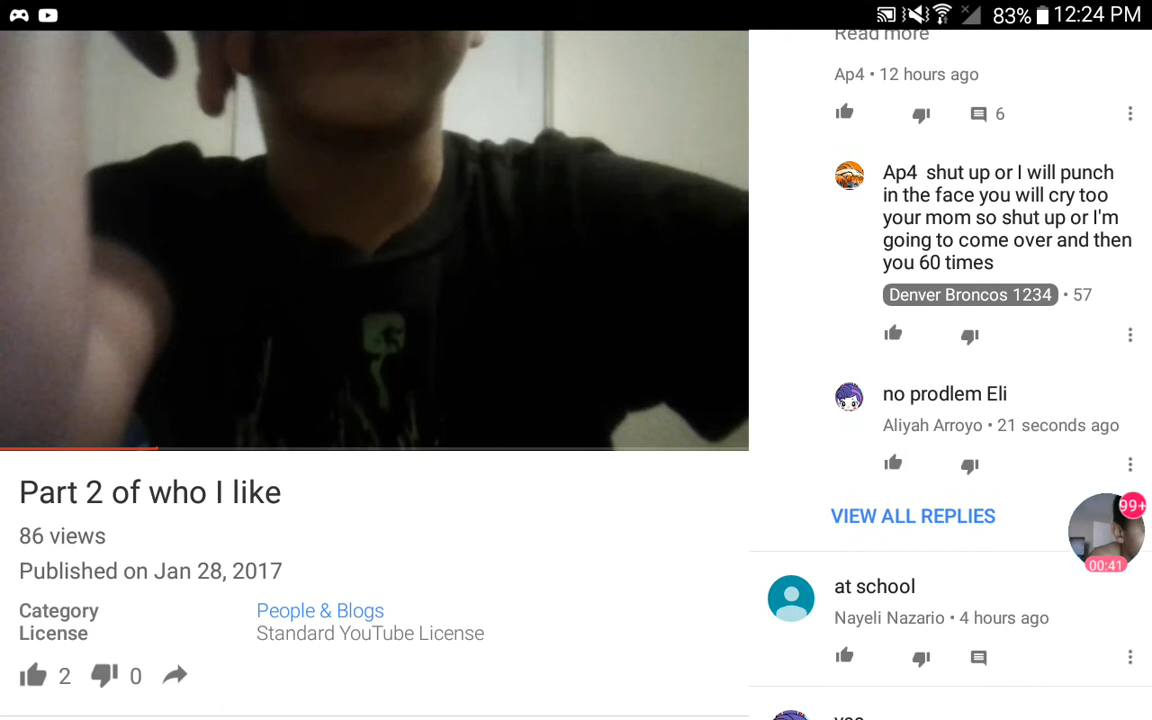 83% 12:24 PM
Read more
Ap4 • 12 hours ago
6
Ap4 shut up or I will punch
in the face you will cry too
your mom so shut up or I'm
going to come over and then
you 60 times
Denver Broncos 1234 • 57
no prodlem Eli
Aliyah Arroyo • 21 seconds ago
VIEW ALL REPLIES
99+
00:41
at school
Nayeli Nazario • 4 hours ago
Part 2 of who I like
86 views
Published on Jan 28, 2017
Category People & Blogs
License Standard YouTube License
2 0